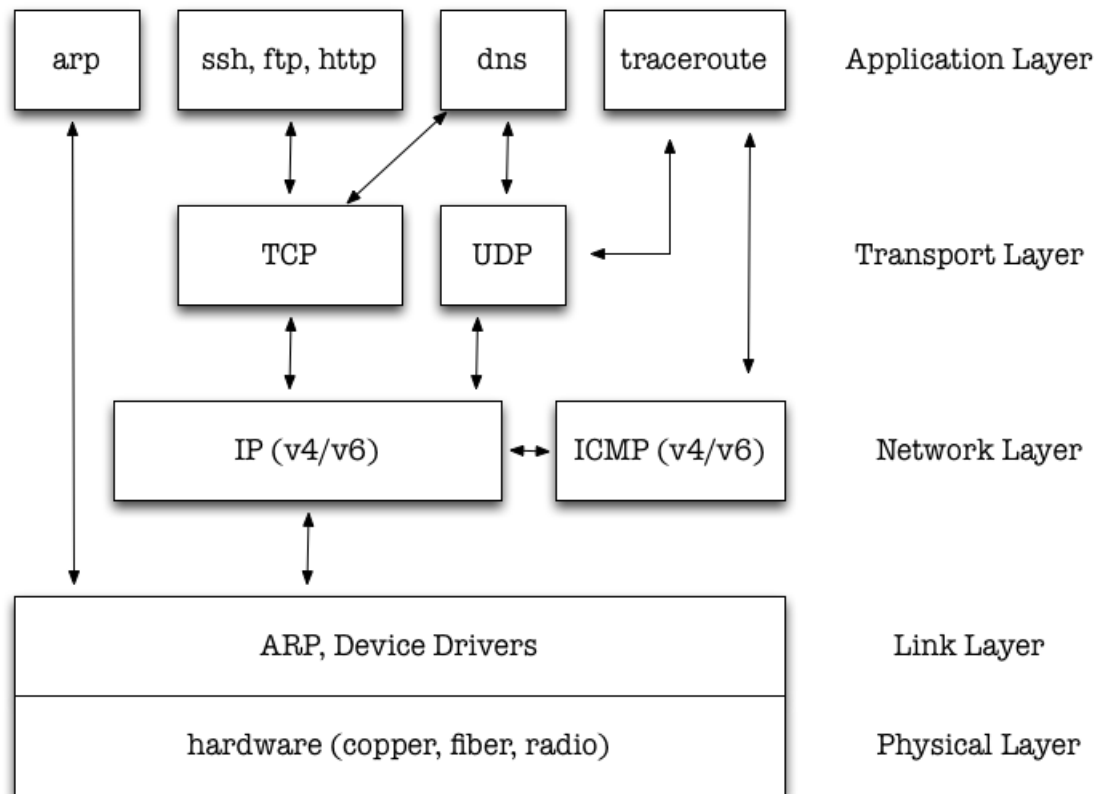 arp
ssh, ftp, http
dns
traceroute
Application Layer
TCP
UDP
Transport Layer
IP (v4/v6)
ICMP (v4/v6)
Network Layer
ARP, Device Drivers
Link Layer
hardware (copper, fiber, radio)
Physical Layer